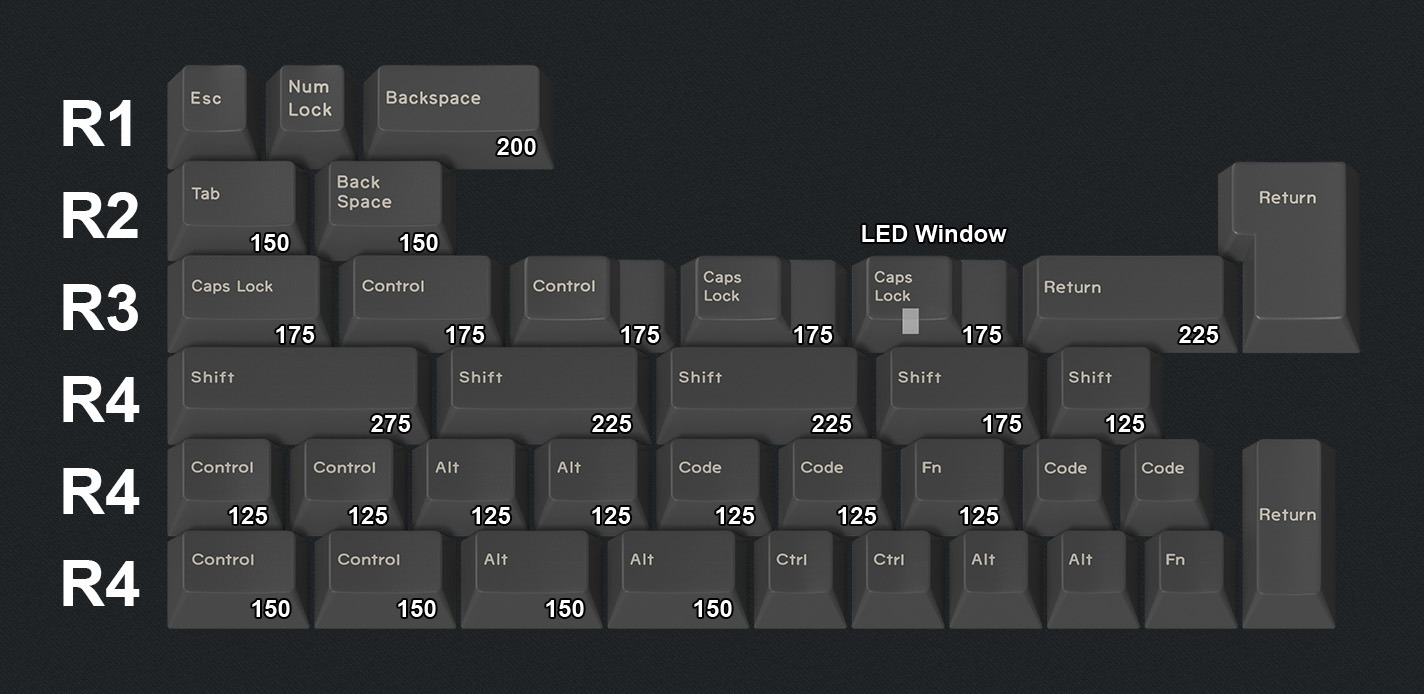 R1
Esc
Num
Lock
Backspace
200
R2
Tab
150
Back
Space
150
Return
LED Window
R3
Caps Lock
175
Control
175
Control
175
Caps
Lock
175
Caps
Lock
175
Return
225
R4
Shift
275
Shift
225
Shift
225
Shift
175
Shift
125
R4
Control
125
Control
125
Alt
125
Alt
125
Code
125
Code
125
Fn
125
Code
Code
Return
R4
Control
150
Control
150
Alt
150
Alt
150
Ctrl
Ctrl
Alt
Alt
Fn